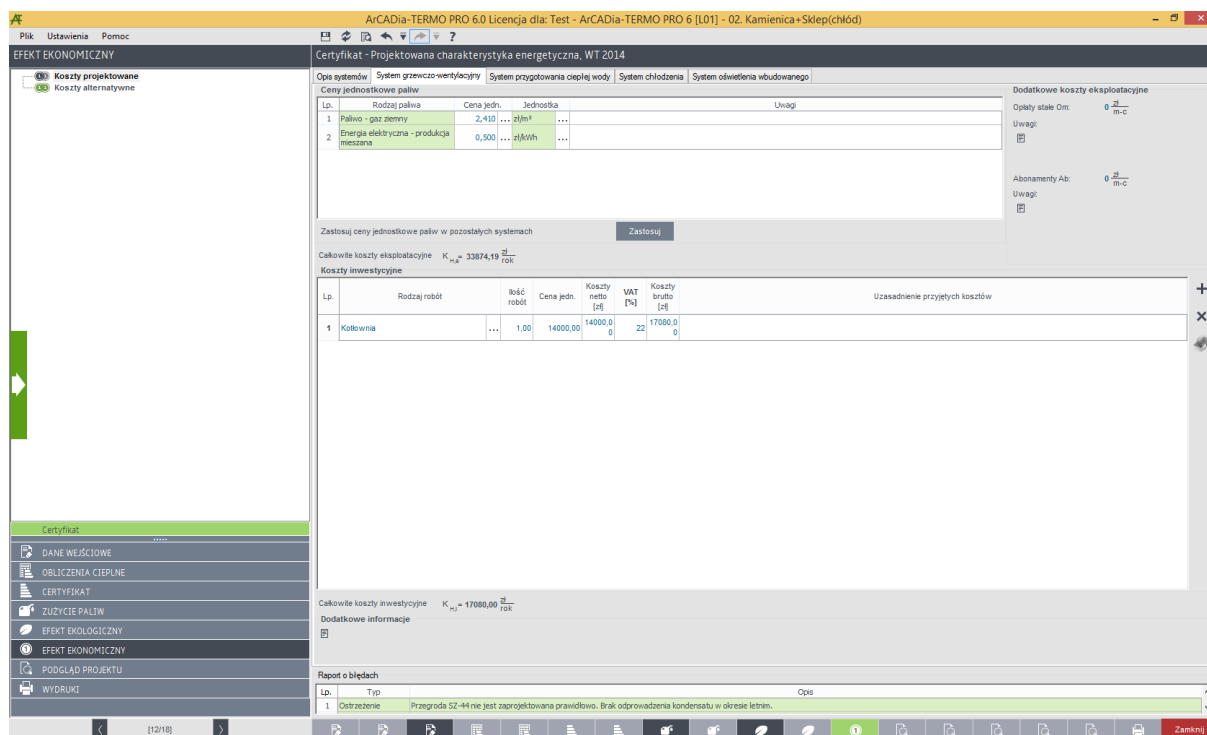 ArCADia-TERMO PRO 6.0 Licencja dla: Test - ArCADia-TERMO PRO 6 [L01] - 02. Kamienica+Sklep(chłód)
Plik Ustawienia Pomoc
EFEKT EKONOMICZNY
Certyfikat - Projektowana charakterystyka energetyczna, WT 2014
Koszty projektowane
Koszty alternatywne
Opis systemów System grzewczo-wentylacyjny System przygotowania ciepłej wody System chłodzenia System oświetlenia wbudowanego
Ceny jednostkowe paliw
Lp. Rodzaj paliwa Cena jedn. Jednostka Uwagi
1 Paliwo - gaz ziemny 2,410 ... zł/m³ ...
2 Energia elektryczna - produkcja mieszana 0,500 ... zł/kWh ...
Dodatkowe koszty eksploatacyjne
Opłaty stałe Om: 0 zł/m-c
Uwagi:
Abonamenty Ab: 0 zł/m-c
Uwagi:
Zastosuj ceny jednostkowe paliw w pozostałych systemach Zastosuj
Całkowite koszty eksploatacyjne K H,e= 33874,19 zł/rok
Koszty inwestycyjne
Lp. Rodzaj robót Ilość robót Cena jedn. Koszty netto [zł] VAT [%] Koszty brutto [zł] Uzasadnienie przyjętych kosztów
1 Kotłownia ... 1,00 14000,00 14000,00 22 17080,00
Całkowite koszty inwestycyjne K H,I= 17080,00 zł/rok
Dodatkowe informacje
Certyfikat
DANE WEJŚCIOWE
OBLICZENIA CIEPLNE
CERTYFIKAT
ZUŻYCIE PALIW
EFEKT EKOLOGICZNY
EFEKT EKONOMICZNY
PODGLĄD PROJEKTU
WYDRUKI
Raport o błędach
Lp. Typ Opis
1 Ostrzeżenie Przegroda SZ-44 nie jest zaprojektowana prawidłowo. Brak odprowadzenia kondensatu w okresie letnim.
[12/18]
Zamknij